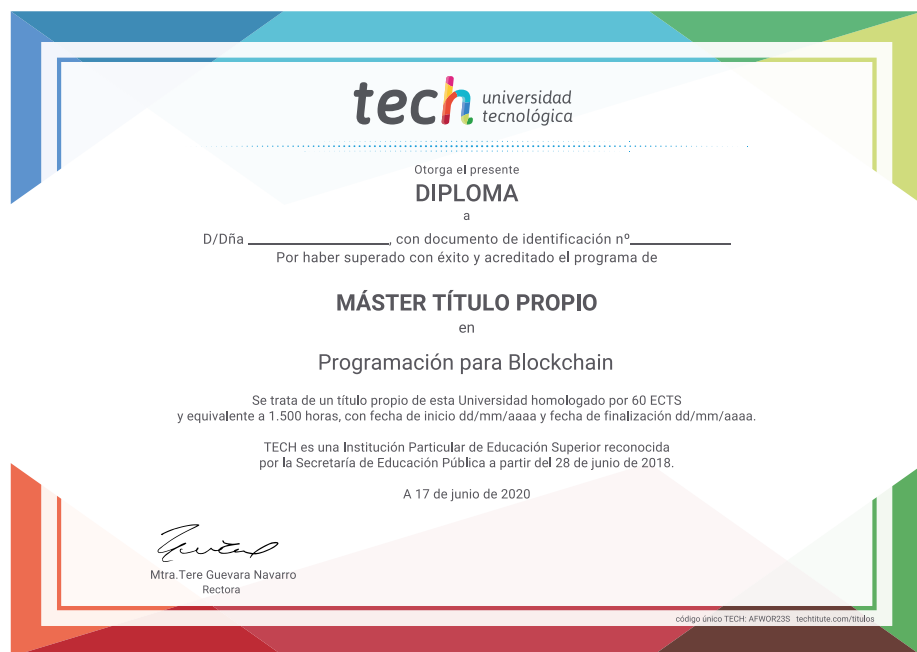 tech universidad
tecnológica
Otorga el presente
DIPLOMA
a
D/Dña ______________, con documento de identificación nº__________
Por haber superado con éxito y acreditado el programa de
MÁSTER TÍTULO PROPIO
en
Programación para Blockchain
Se trata de un título propio de esta Universidad homologado por 60 ECTS
y equivalente a 1.500 horas, con fecha de inicio dd/mm/aaaa y fecha de finalización dd/mm/aaaa.
TECH es una Institución Particular de Educación Superior reconocida
por la Secretaría de Educación Pública a partir del 28 de junio de 2018.
A 17 de junio de 2020
Mtra.Tere Guevara Navarro
Rectora
código único TECH: AFWOR23S techtitute.com/titulos